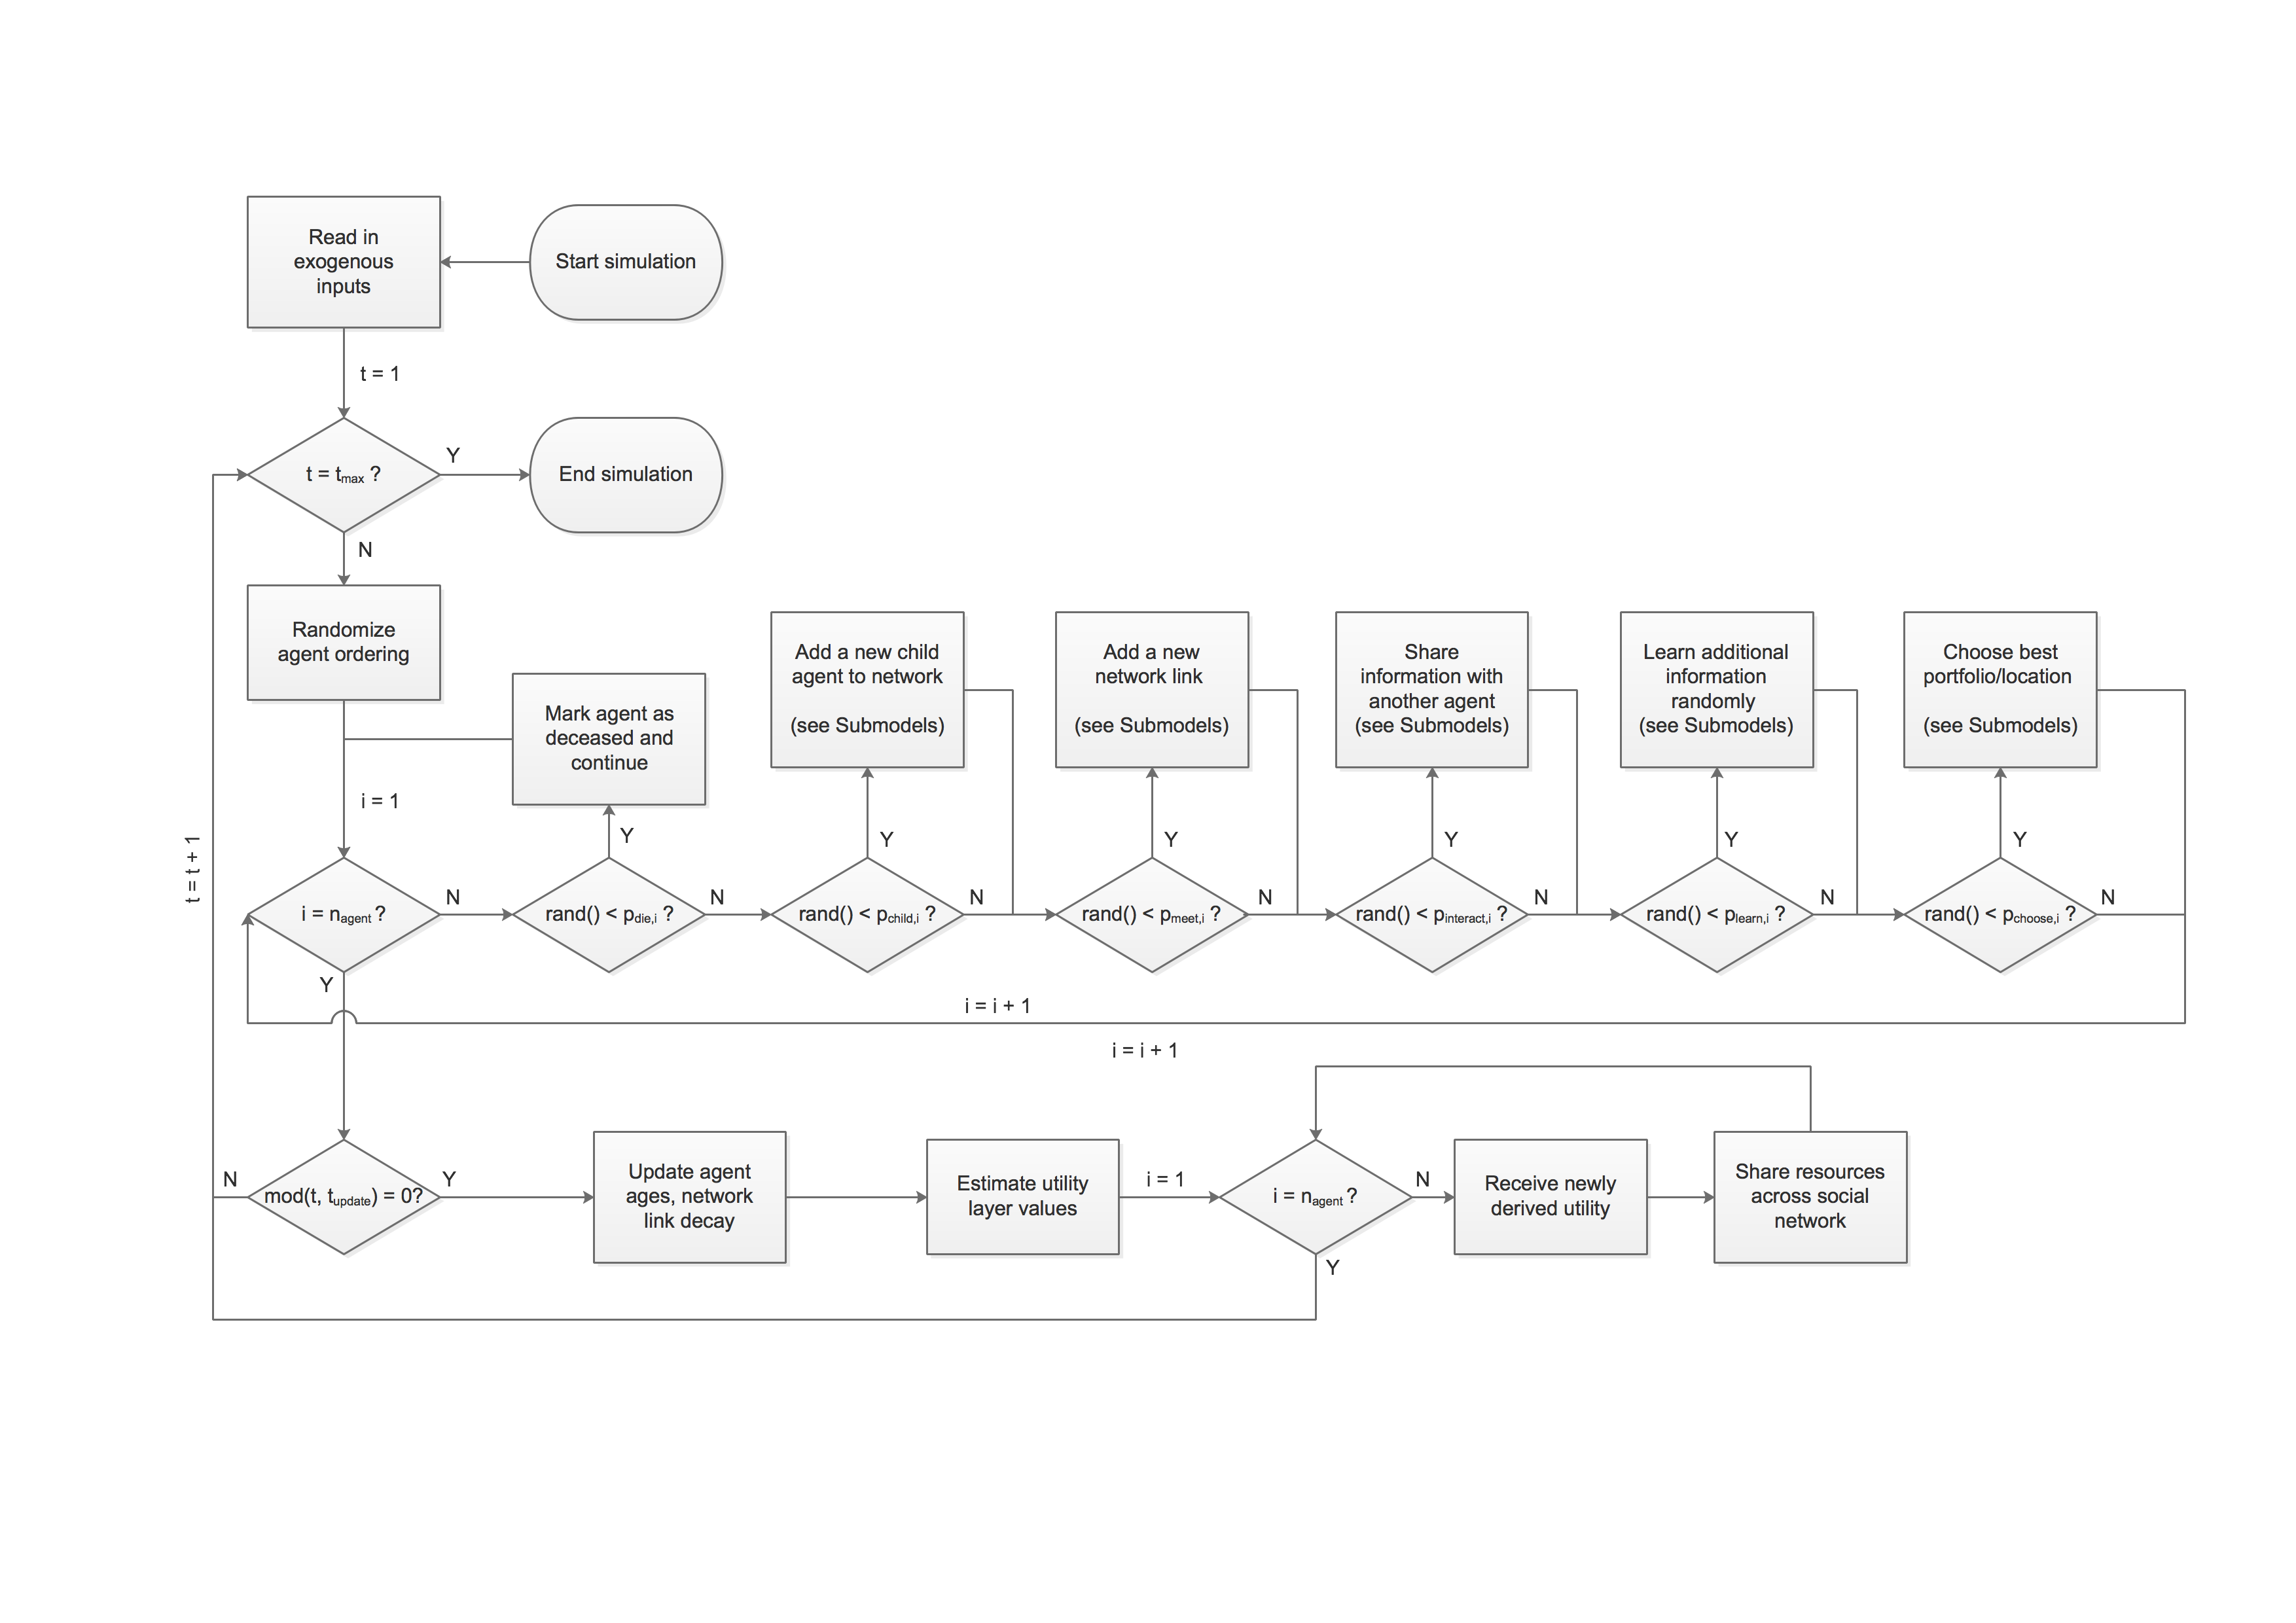 Read in
exogenous
inputs
Start simulation
t = 1
t = tmax ?
Y
End simulation
N
Randomize
agent ordering
Mark agent as
deceased and
continue
Add a new child
agent to network
(see Submodels)
Add a new
network link
(see Submodels)
Share
information with
another agent
(see Submodels)
Learn additional
information
randomly
(see Submodels)
Choose best
portfolio/location
(see Submodels)
i = 1
Y
Y
Y
Y
Y
Y
t = t + 1
i = nagent ?
N
rand() < pdie,i ?
N
rand() < pchild,i ?
N
rand() < pmeet,i ?
N
rand() < pinteract,i ?
N
rand() < plearn,i ?
N
rand() < pchoose,i ?
N
Y
i = i + 1
i = i + 1
N
mod(t, tupdate) = 0?
Y
Update agent
ages, network
link decay
Estimate utility
layer values
i = 1
i = nagent ?
N
Receive newly
derived utility
Share resources
across social
network
Y